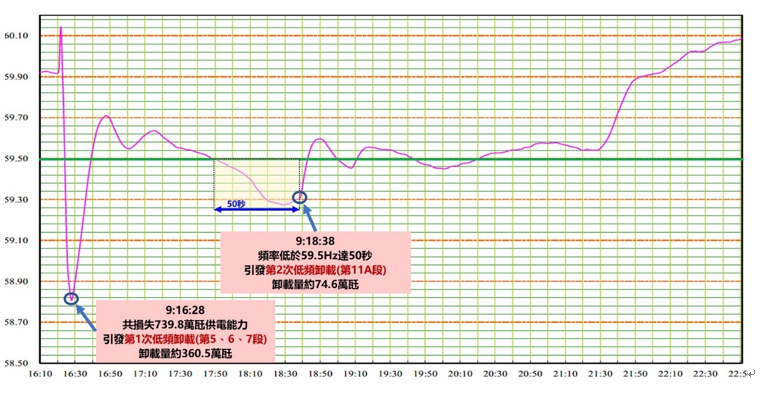 60.10
59.90
59.70
59.50
59.30
59.10
58.90
58.70
58.50
50秒
9:18:38
頻率低於59.5Hz達50秒
引發第2次低頻卸載(第11A段)
卸載量約74.6萬瓩
9:16:28
共損失739.8萬瓩供電能力
引發第1次低頻卸載(第5、6、7段)
卸載量約360.5萬瓩
16:10 16:30 16:50 17:10 17:30 17:50 18:10 18:30 18:50 19:10 19:30 19:50 20:10 20:30 20:50 21:10 21:30 21:50 22:10 22:30 22:5